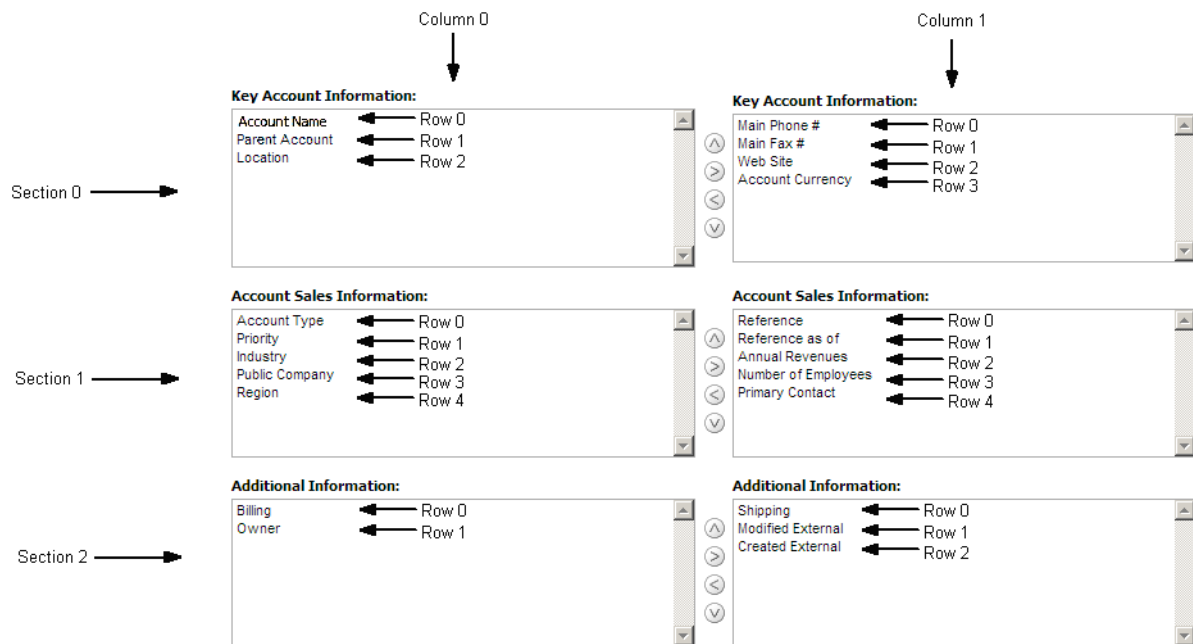 Column 0
Column 1
Key Account Information:
Key Account Information:
Account Name Row 0
Parent Account Row 1
Location Row 2
Main Phone # Row 0
Main Fax # Row 1
Web Site Row 2
Account Currency Row 3
Section 0
Account Sales Information:
Account Sales Information:
Account Type Row 0
Priority Row 1
Industry Row 2
Public Company Row 3
Region Row 4
Reference Row 0
Reference as of Row 1
Annual Revenues Row 2
Number of Employees Row 3
Primary Contact Row 4
Section 1
Additional Information:
Additional Information:
Billing Row 0
Owner Row 1
Shipping Row 0
Modified External Row 1
Created External Row 2
Section 2